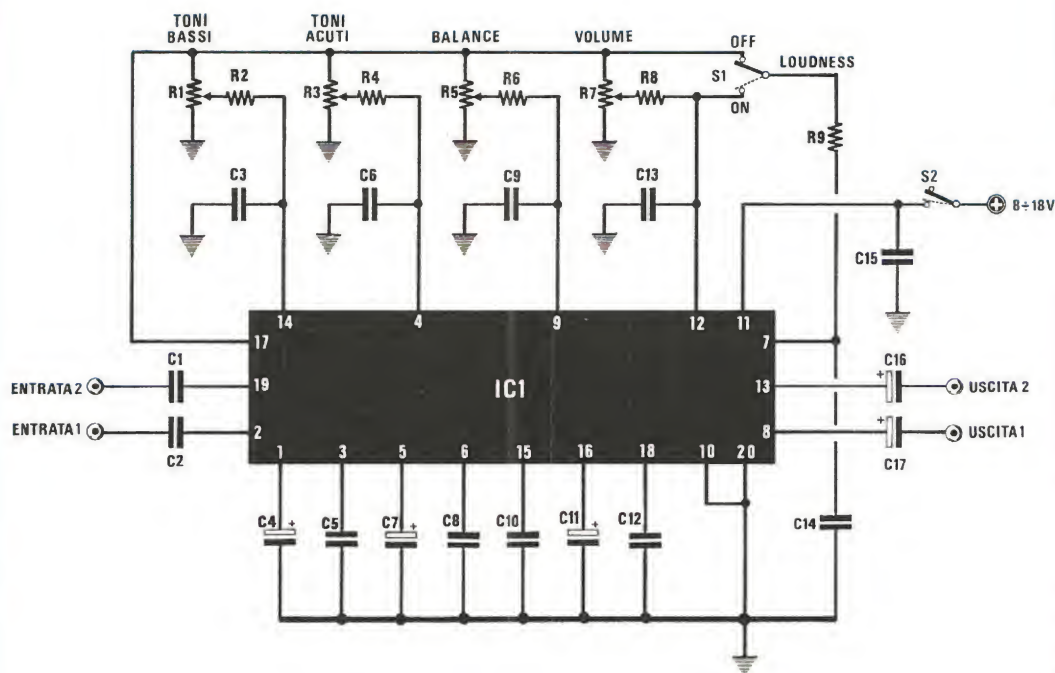 TONI BASSI
TONI ACUTI
BALANCE
VOLUME
OFF
LOUDNESS
S1
ON
R1
R2
R3
R4
R5
R6
R7
R8
R9
S2
8÷18V
C3
C6
C9
C13
C15
14
4
9
12
11
17
7
C1
ENTRATA 2
19
IC1
13
C16
+
USCITA 2
ENTRATA 1
2
8
+
USCITA 1
C2
C17
1
3
5
6
15
16
18
10
20
C4
+
C5
C7
+
C8
C10
C11
+
C12
C14